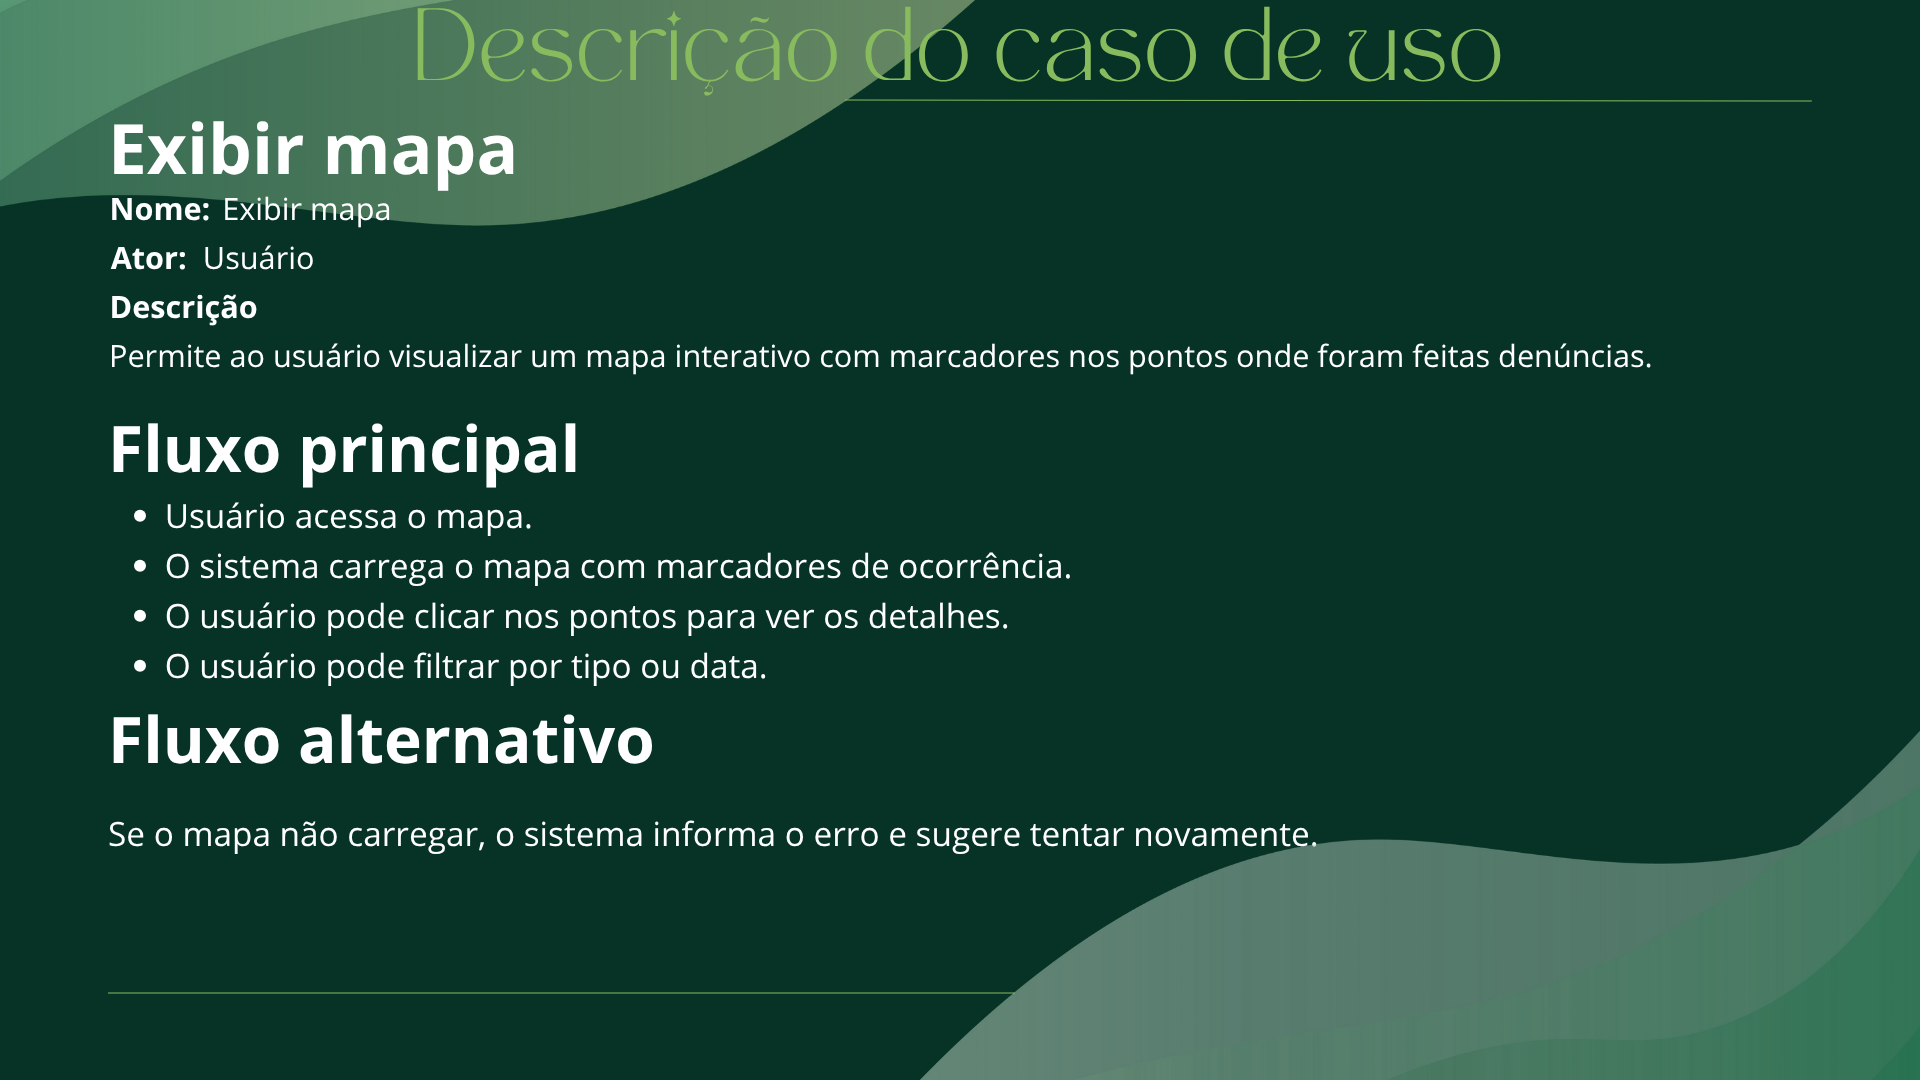 Descrição do caso de uso
Exibir mapa
Nome: Exibir mapa
Ator: Usuário
Descrição
Permite ao usuário visualizar um mapa interativo com marcadores nos pontos onde foram feitas denúncias.
Fluxo principal
• Usuário acessa o mapa.
• O sistema carrega o mapa com marcadores de ocorrência.
• O usuário pode clicar nos pontos para ver os detalhes.
• O usuário pode filtrar por tipo ou data.
Fluxo alternativo
Se o mapa não carregar, o sistema informa o erro e sugere tentar novamente.